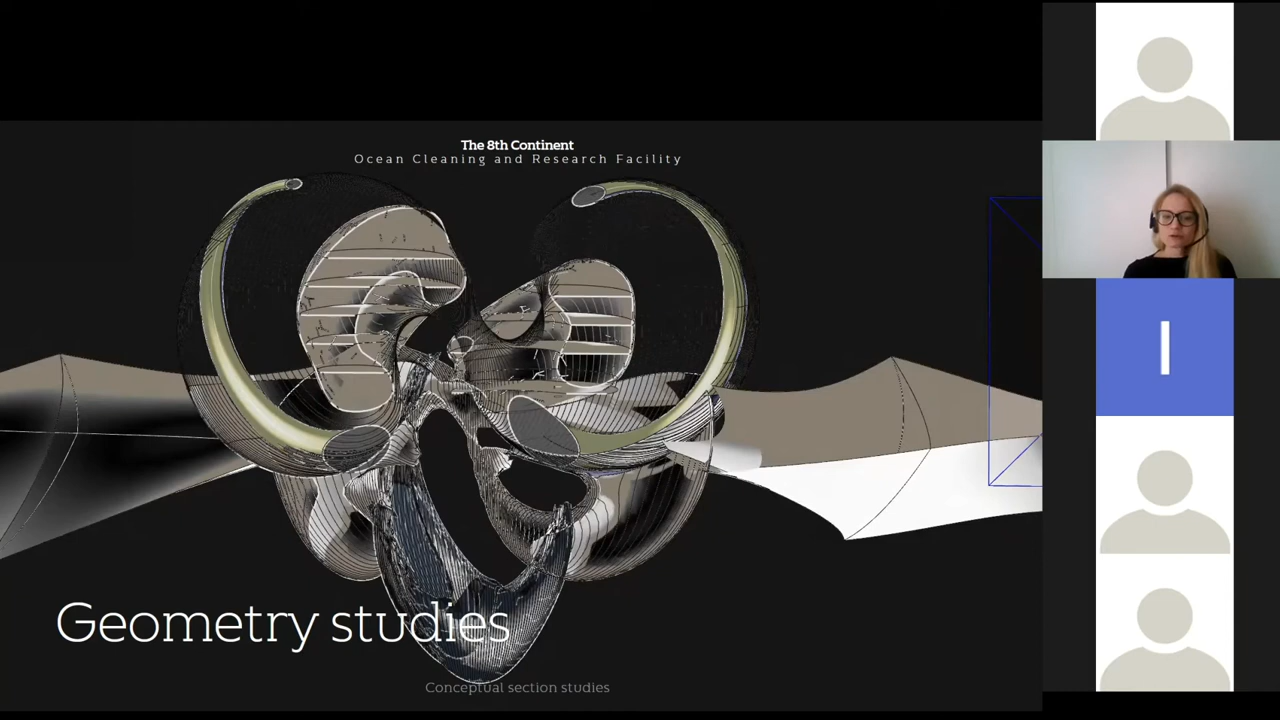 The 8th Continent
Ocean Cleaning and Research Facility
Geometry studies
Conceptual section studies
I